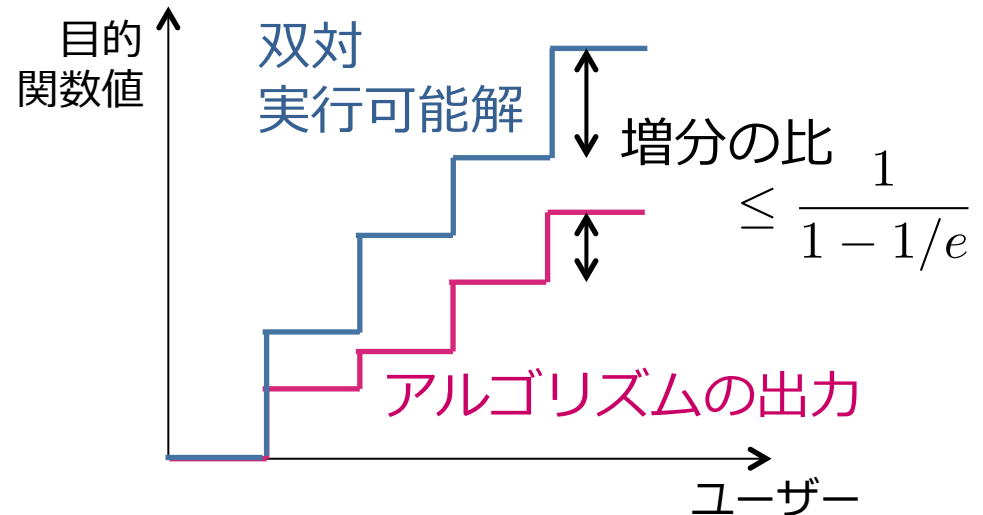 目的
関数値
双対
実行可能解
増分の比
≤ 1/(1 − 1/e)
アルゴリズムの出力
ユーザー